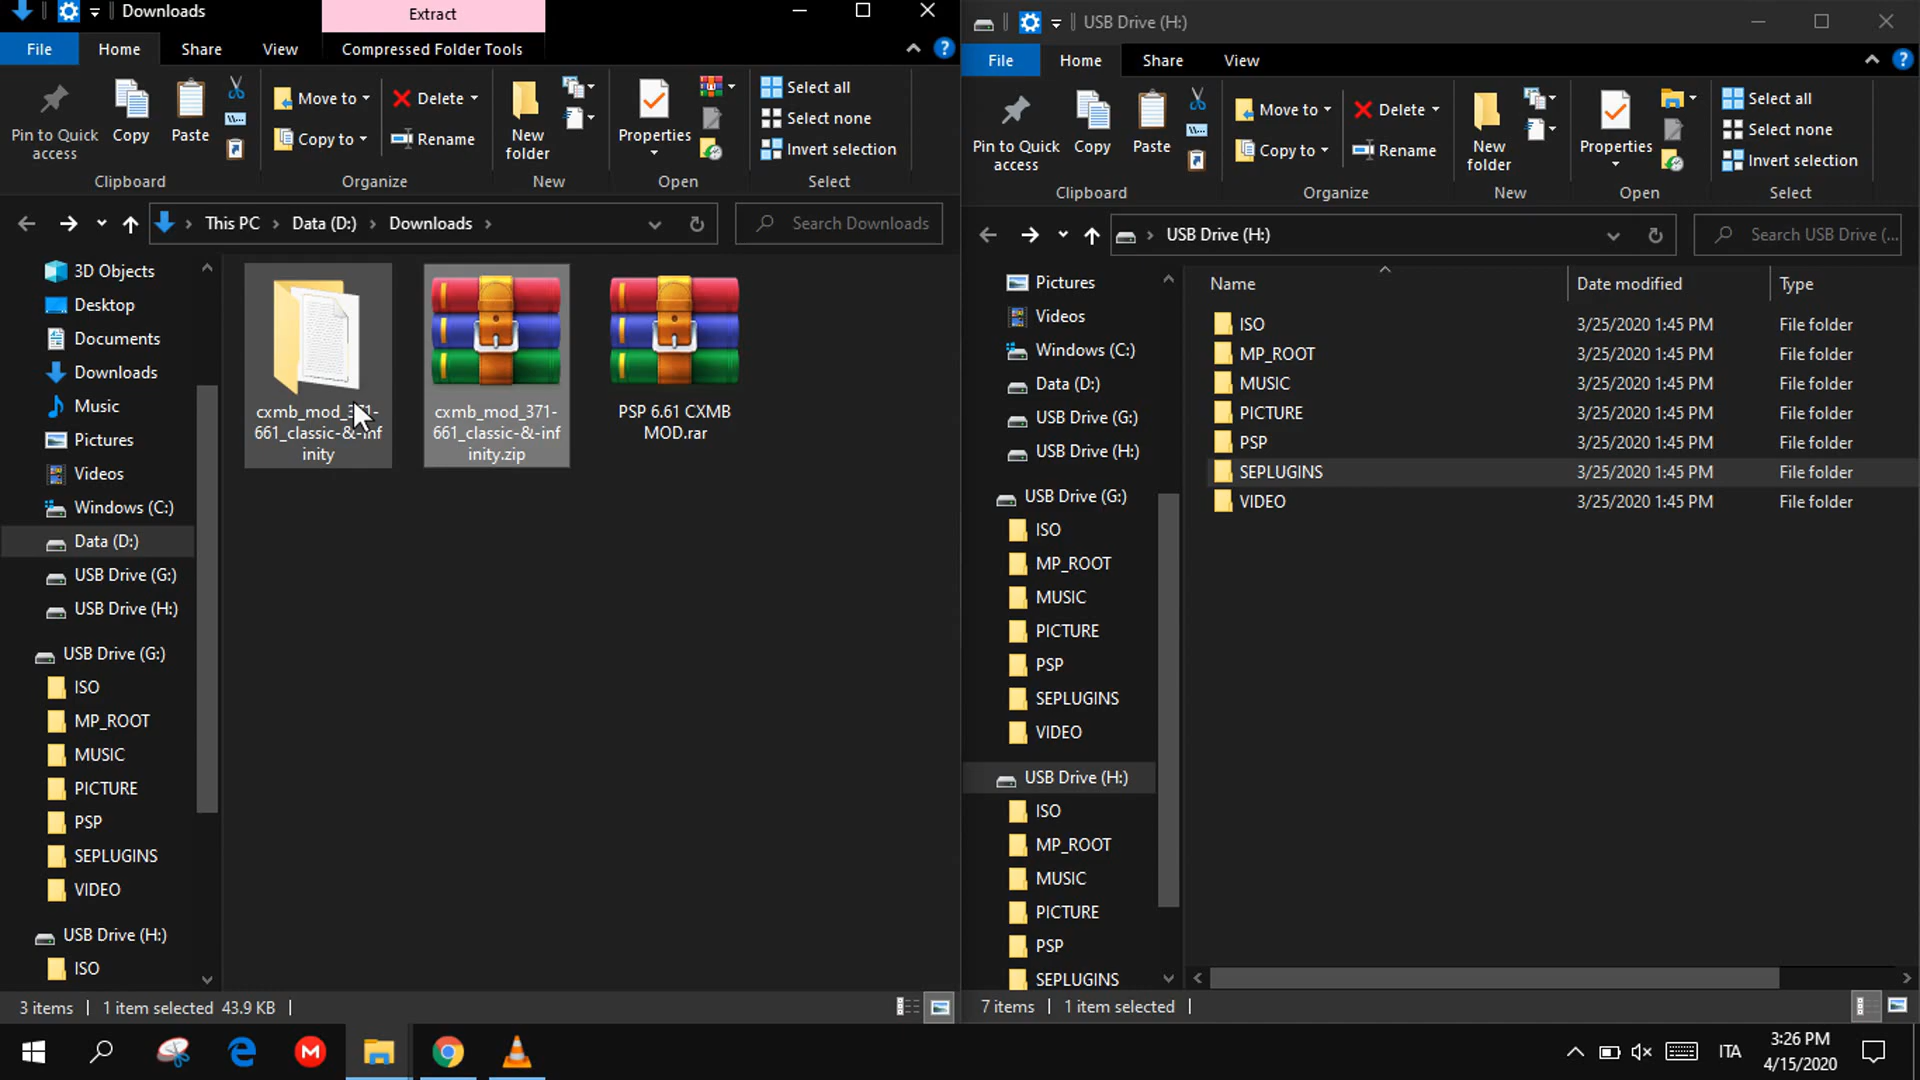 Downloads
Extract
File Home Share View Compressed Folder Tools
Pin to Quick
access
Copy
Paste
Move to
Copy to
Delete
Rename
New
folder
Properties
Select all
Select none
Invert selection
Clipboard Organize New Open Select
This PC Data (D:) Downloads
Search Downloads
3D Objects
Desktop
Documents
Downloads
Music
Pictures
Videos
Windows (C:)
Data (D:)
USB Drive (G:)
USB Drive (H:)
USB Drive (G:)
ISO
MP_ROOT
MUSIC
PICTURE
PSP
SEPLUGINS
VIDEO
USB Drive (H:)
ISO
661_classic-&-inf
inity
cxmb_mod_371-
661_classic-&-inf
inity.zip
PSP 6.61 CXMB
MOD.rar
3 items 1 item selected 43.9 KB
USB Drive (H:)
File Home Share View
Pin to Quick
access
Copy
Paste
Move to
Copy to
Delete
Rename
New
folder
Properties
Select all
Select none
Invert selection
Clipboard Organize New Open Select
USB Drive (H:)
Search USB Drive (...
Pictures
Videos
Windows (C:)
Data (D:)
USB Drive (G:)
USB Drive (H:)
USB Drive (G:)
ISO
MP_ROOT
MUSIC
PICTURE
PSP
SEPLUGINS
VIDEO
USB Drive (H:)
ISO
MP_ROOT
MUSIC
PICTURE
PSP
SEPLUGINS
Name Date modified Type
ISO 3/25/2020 1:45 PM File folder
MP_ROOT 3/25/2020 1:45 PM File folder
MUSIC 3/25/2020 1:45 PM File folder
PICTURE 3/25/2020 1:45 PM File folder
PSP 3/25/2020 1:45 PM File folder
SEPLUGINS 3/25/2020 1:45 PM File folder
VIDEO 3/25/2020 1:45 PM File folder
7 items 1 item selected
ITA
3:26 PM
4/15/2020